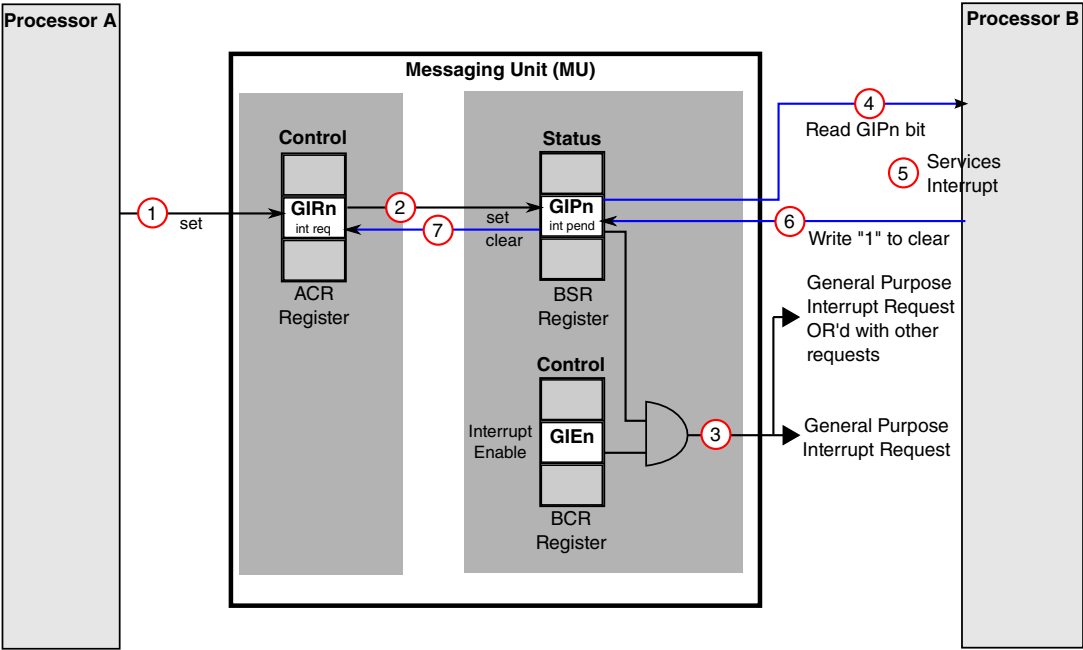 Processor A
Processor B
Messaging Unit (MU)
Control
GIRn
int req
ACR
Register
1
set
2
set
7
clear
Status
GIPn
int pend
BSR
Register
4
Read GIPn bit
5
Services
Interrupt
6
Write "1" to clear
Control
Interrupt
Enable
GIEn
BCR
Register
3
General Purpose
Interrupt Request
OR'd with other
requests
General Purpose
Interrupt Request